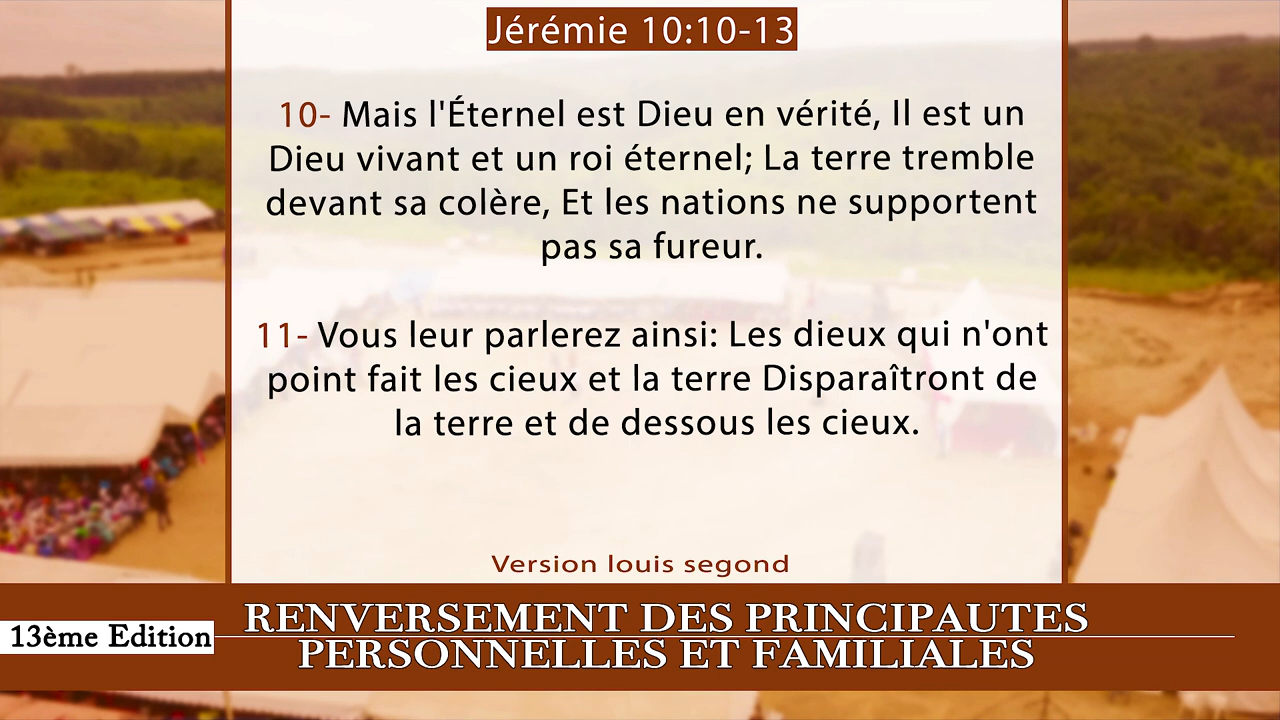 Jérémie 10:10-13
10- Mais l'Éternel est Dieu en vérité, Il est un
Dieu vivant et un roi éternel; La terre tremble
devant sa colère, Et les nations ne supportent
pas sa fureur.
11- Vous leur parlerez ainsi: Les dieux qui n'ont
point fait les cieux et la terre Disparaîtront de
la terre et de dessous les cieux.
Version louis segond
13ème Edition
RENVERSEMENT DES PRINCIPAUTES
PERSONNELLES ET FAMILIALES